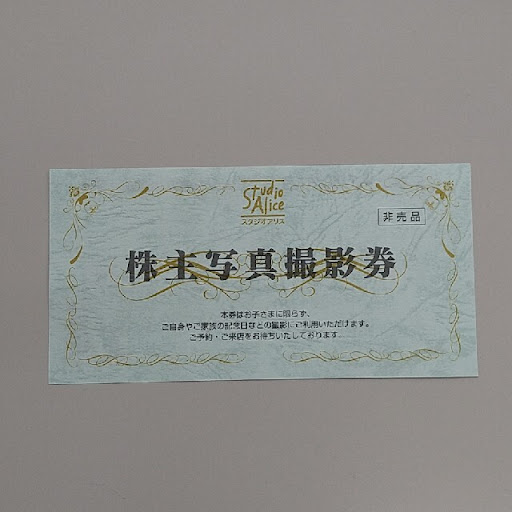 Studio
Alice
スタジオアリス
非売品
株主写真撮影券
本券はお子さまに限らず、
ご自身やご家族の記念日などの撮影にご利用いただけます。
ご予約・ご来店をお待ちいたしております。